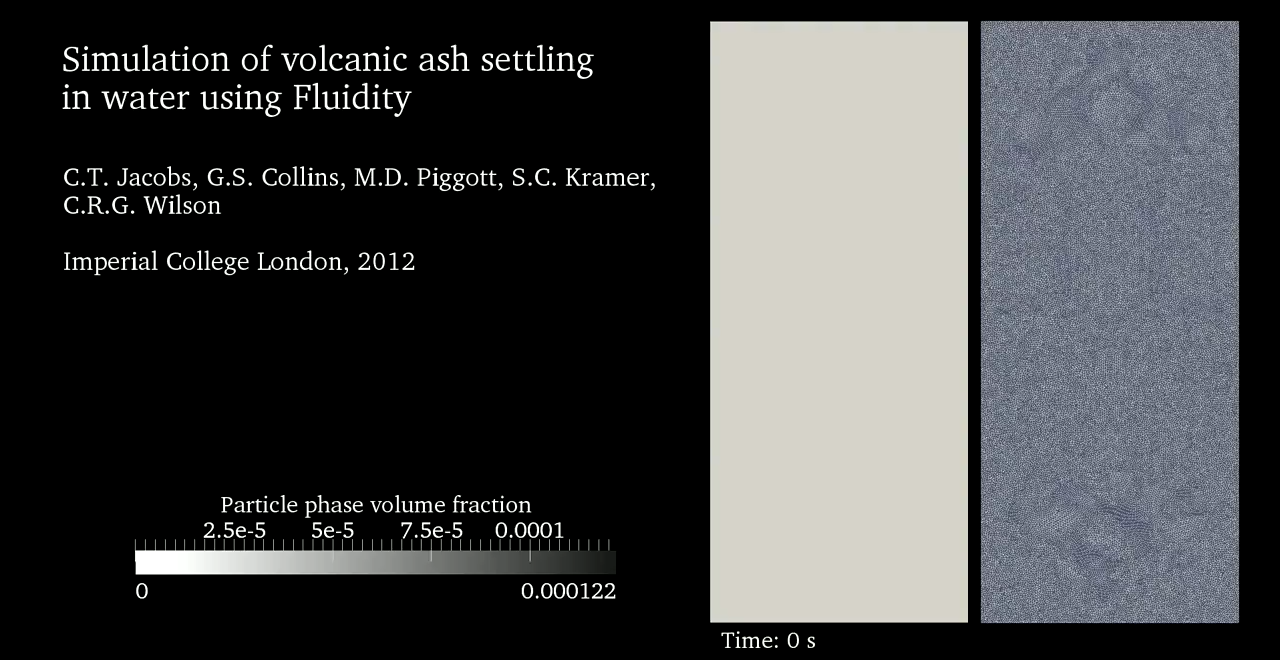 Simulation of volcanic ash settling
in water using Fluidity
C.T. Jacobs, G.S. Collins, M.D. Piggott, S.C. Kramer,
C.R.G. Wilson
Imperial College London, 2012
Particle phase volume fraction
2.5e-5 5e-5 7.5e-5 0.0001
0 0.000122
Time: 0 s